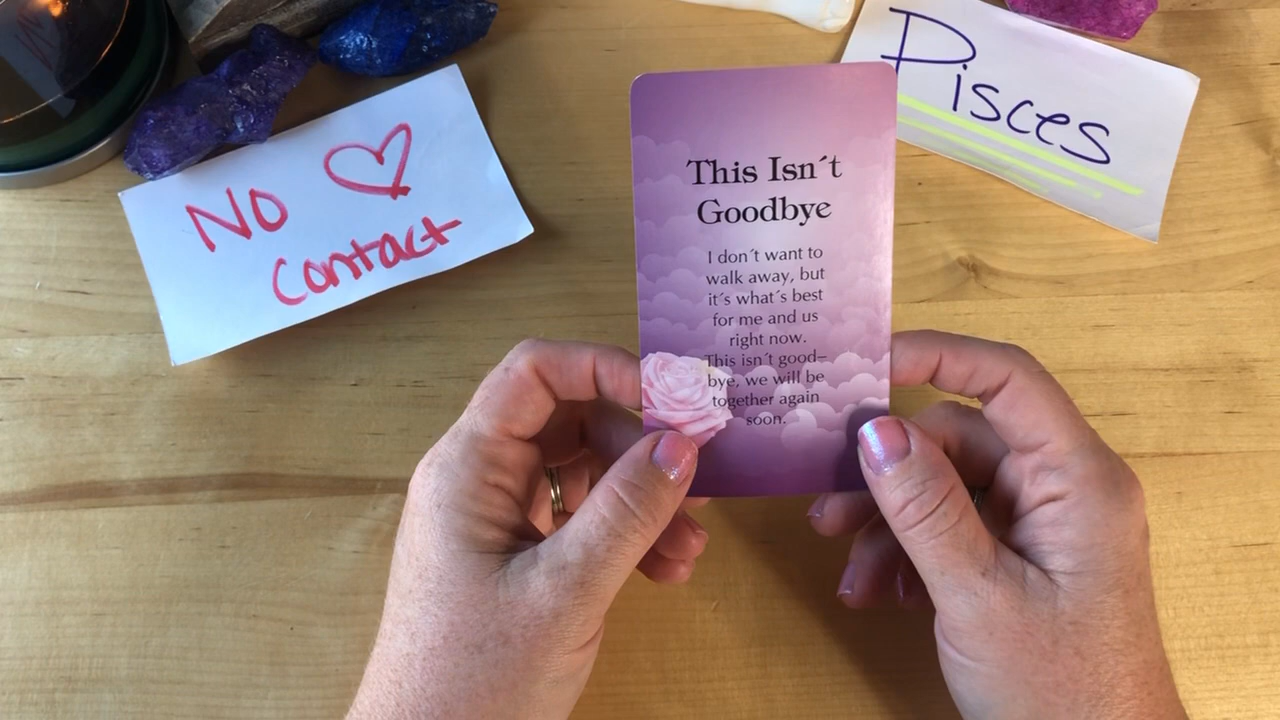 No ♡
Contact
This Isn´t
Goodbye
I don´t want to
walk away, but
it´s what´s best
for me and us
right now.
This isn´t good–
bye, we will be
together again
soon.
Pisces